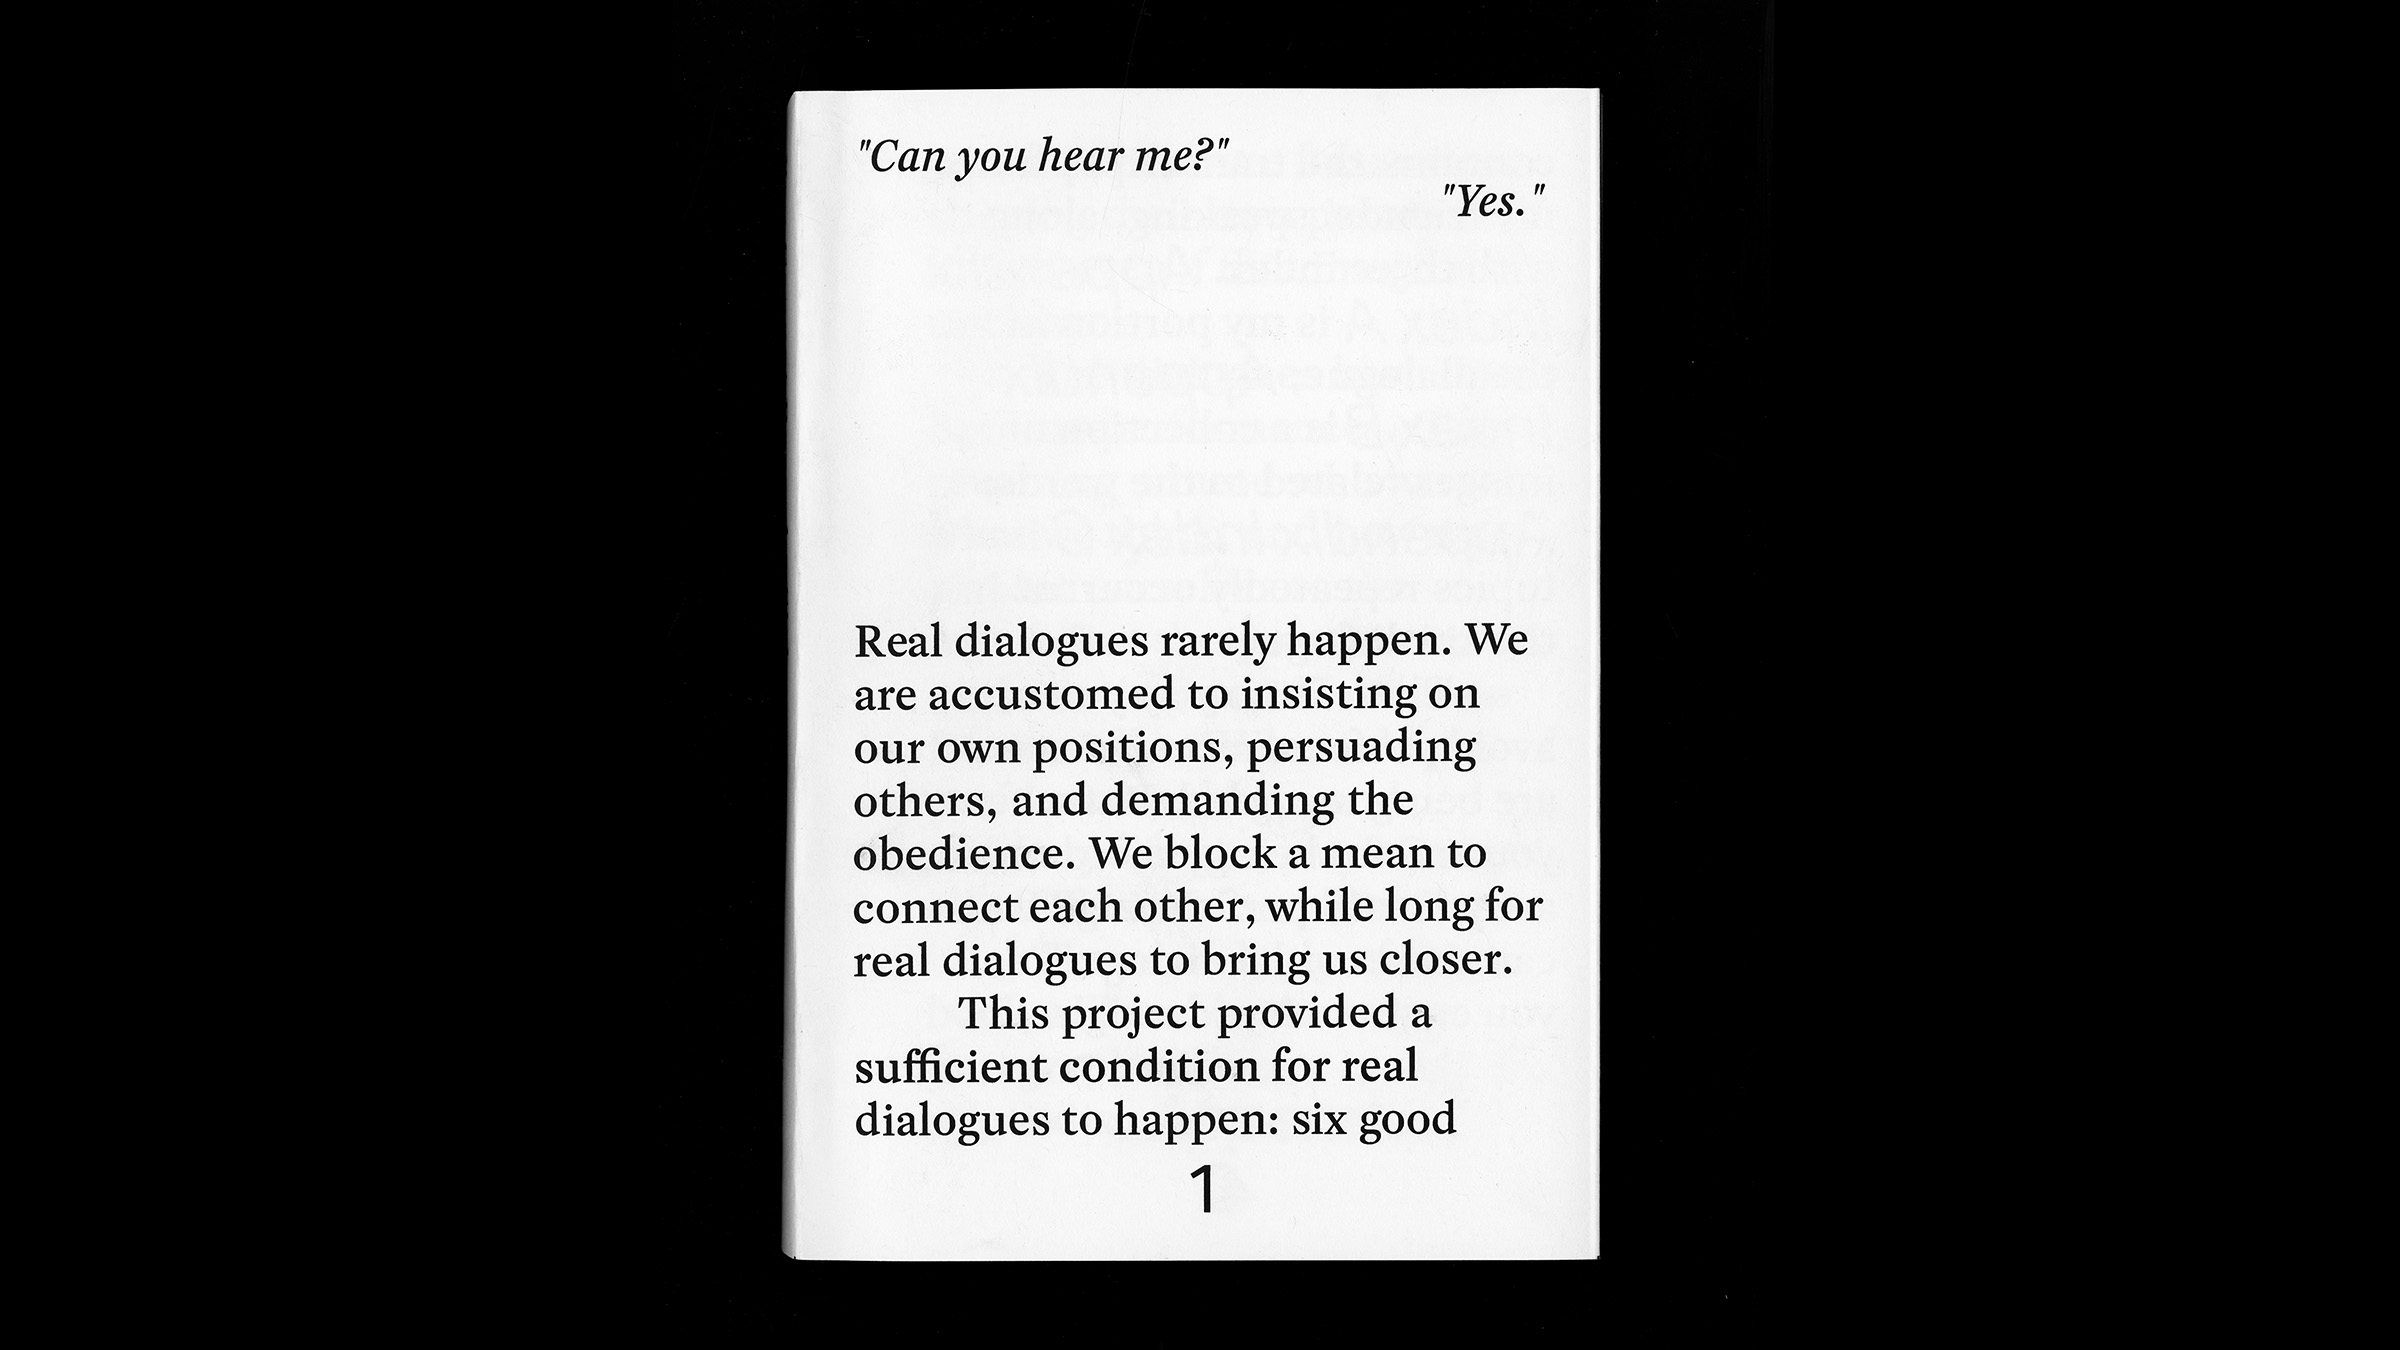 "Can you hear me?"
"Yes."
Real dialogues rarely happen. We
are accustomed to insisting on
our own positions, persuading
others, and demanding the
obedience. We block a mean to
connect each other, while long for
real dialogues to bring us closer.
This project provided a
sufficient condition for real
dialogues to happen: six good
1